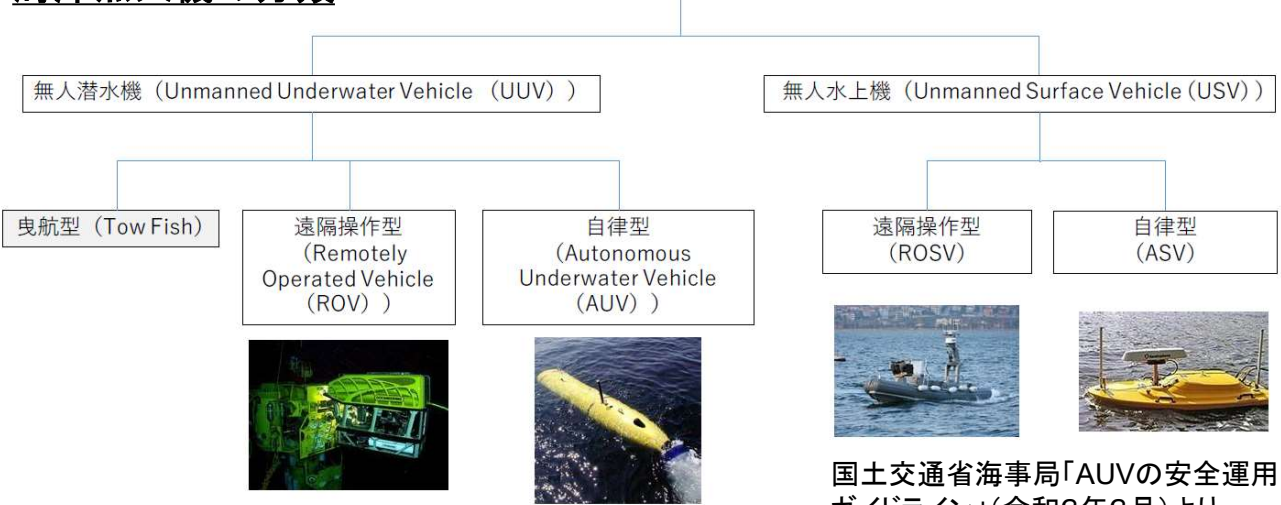 無人潜水機(Unmanned Underwater Vehicle (UUV))
無人水上機(Unmanned Surface Vehicle (USV))
曳航型(Tow Fish)
遠隔操作型
(Remotely
Operated Vehicle
(ROV))
自律型
(Autonomous
Underwater Vehicle
(AUV))
遠隔操作型
(ROSV)
自律型
(ASV)
国土交通省海事局「AUVの安全運用